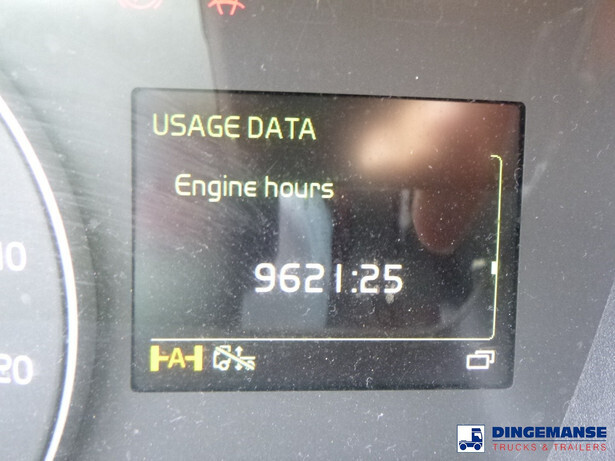 USAGE DATA
Engine hours
9621:25
A
DINGEMANSE
TRUCKS & TRAILERS